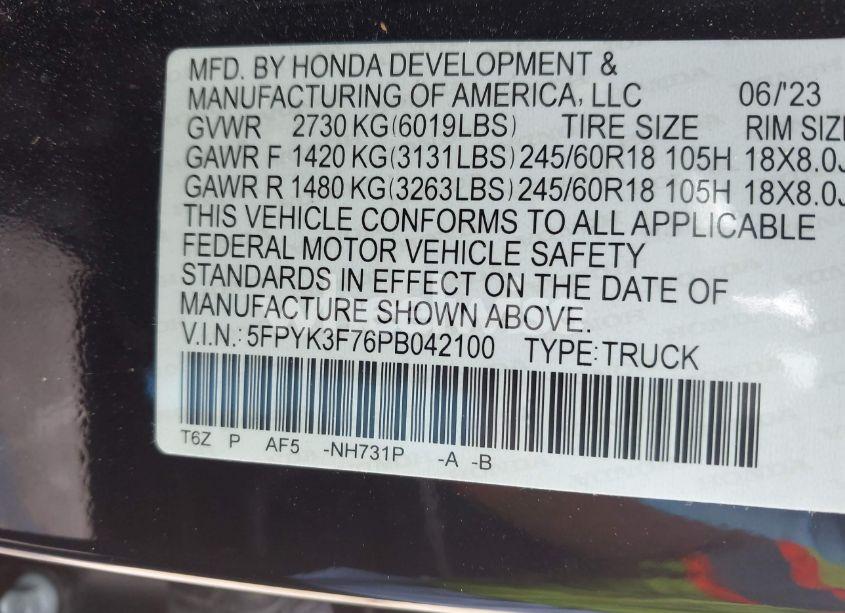 MFD. BY HONDA DEVELOPMENT &
MANUFACTURING OF AMERICA, LLC 06/'23
GVWR 2730 KG(6019LBS) TIRE SIZE RIM SIZE
GAWR F 1420 KG(3131LBS) 245/60R18 105H 18X8.0J
GAWR R 1480 KG(3263LBS) 245/60R18 105H 18X8.0J
THIS VEHICLE CONFORMS TO ALL APPLICABLE
FEDERAL MOTOR VEHICLE SAFETY
STANDARDS IN EFFECT ON THE DATE OF
MANUFACTURE SHOWN ABOVE.
V.I.N.: 5FPYK3F76PB042100 TYPE: TRUCK
T6Z P AF5 -NH731P -A -B